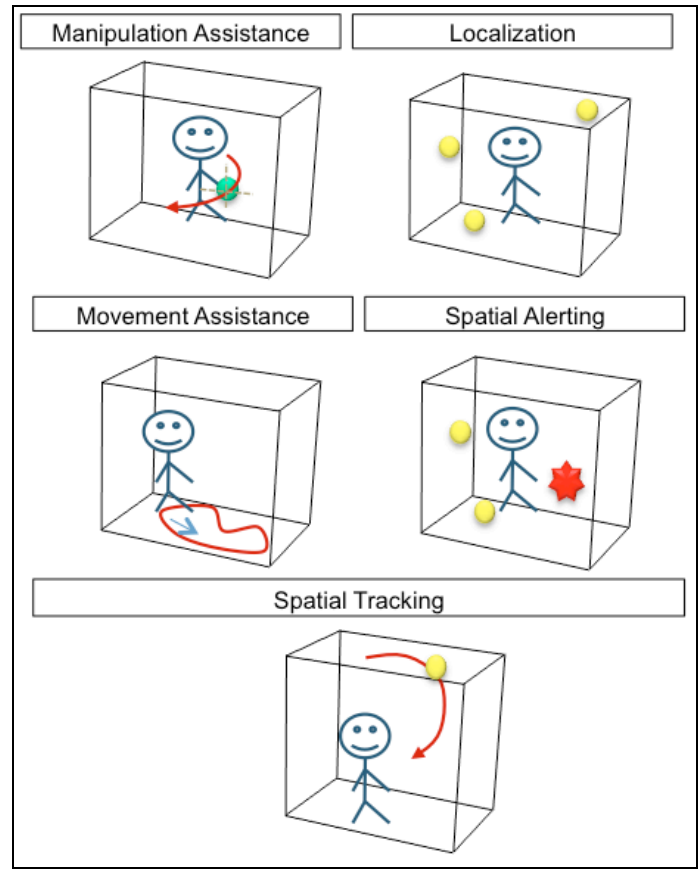 Manipulation Assistance
Localization
Movement Assistance
Spatial Alerting
Spatial Tracking